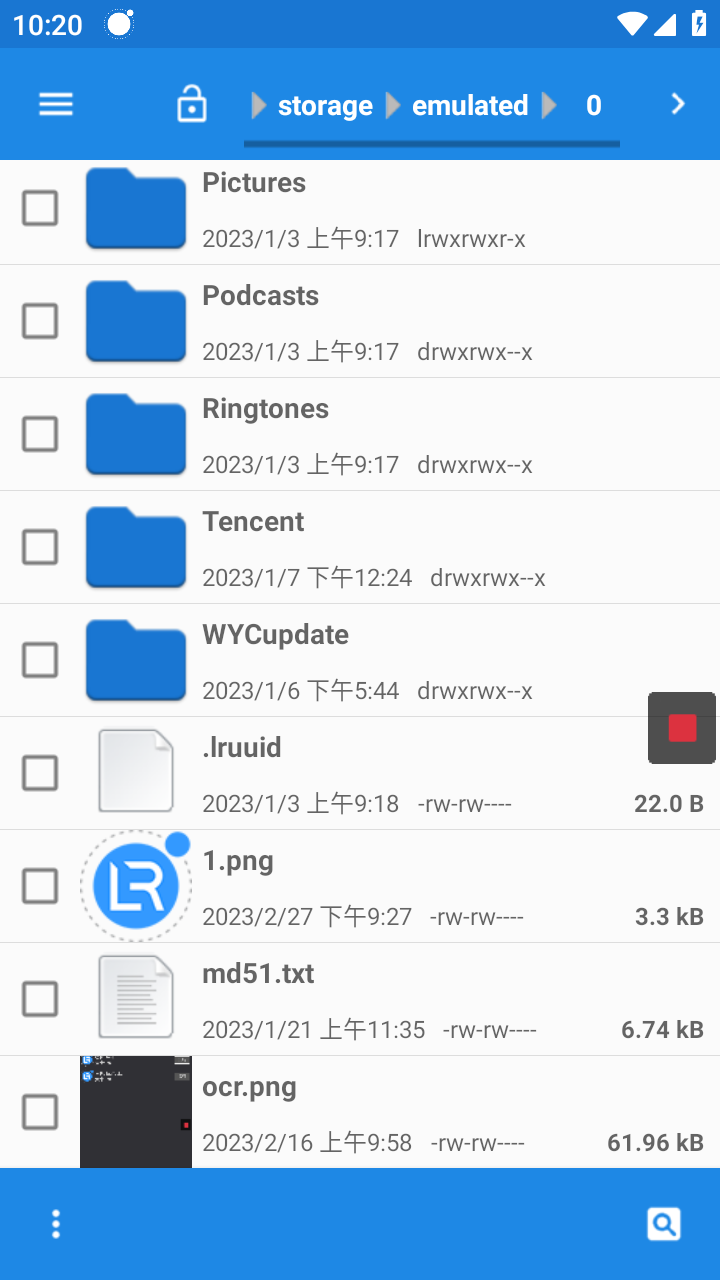 10:20
storage emulated 0
Pictures
2023/1/3 上午9:17 lrwxrwxr-x
Podcasts
2023/1/3 上午9:17 drwxrwx--x
Ringtones
2023/1/3 上午9:17 drwxrwx--x
Tencent
2023/1/7 下午12:24 drwxrwx--x
WYCupdate
2023/1/6 下午5:44 drwxrwx--x
.lruuid
2023/1/3 上午9:18 -rw-rw---- 22.0 B
LR
1.png
2023/2/27 下午9:27 -rw-rw---- 3.3 kB
md51.txt
2023/1/21 上午11:35 -rw-rw---- 6.74 kB
ocr.png
2023/2/16 上午9:58 -rw-rw---- 61.96 kB